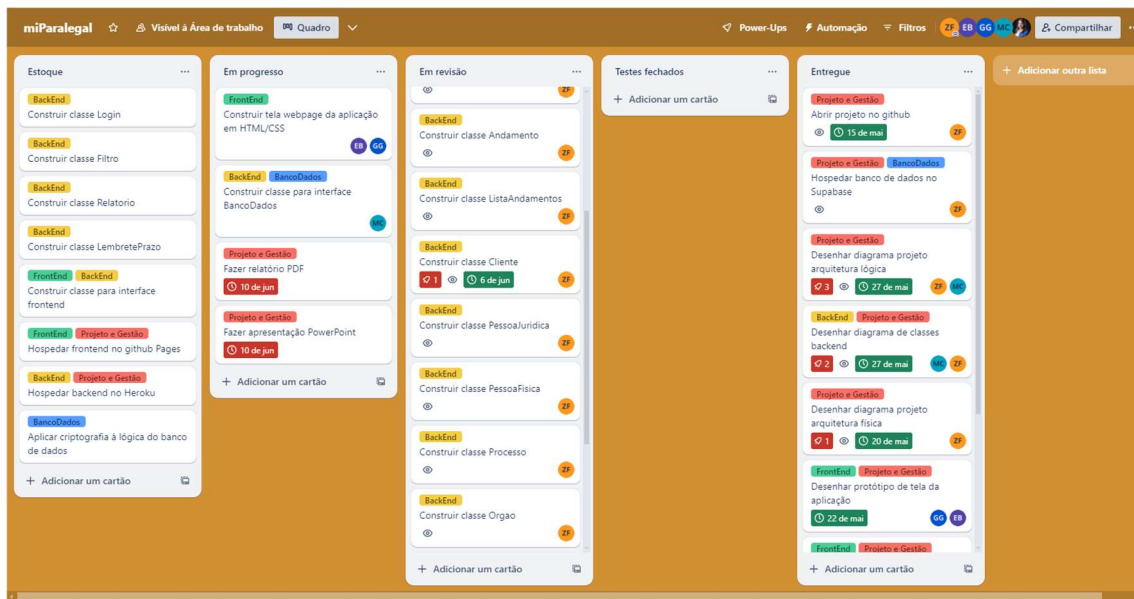 miParalegal
Visível à Área de trabalho
Quadro
Power-Ups
Automação
Filtros
ZF EB GG MC
Compartilhar
Estoque
BackEnd
Construir classe Login
BackEnd
Construir classe Filtro
BackEnd
Construir classe Relatorio
BackEnd
Construir classe LembretePrazo
FrontEnd BackEnd
Construir classe para interface
frontend
FrontEnd Projeto e Gestão
Hospedar frontend no github Pages
BackEnd Projeto e Gestão
Hospedar backend no Heroku
BancoDados
Aplicar criptografia à lógica do banco
de dados
+ Adicionar um cartão
Em progresso
FrontEnd
Construir tela webpage da aplicação
em HTML/CSS
EB GG
BackEnd BancoDados
Construir classe para interface
BancoDados
MC
Projeto e Gestão
Fazer relatório PDF
10 de jun
Projeto e Gestão
Fazer apresentação PowerPoint
10 de jun
+ Adicionar um cartão
Em revisão
ZF
BackEnd
Construir classe Andamento
ZF
BackEnd
Construir classe ListaAndamentos
ZF
BackEnd
Construir classe Cliente
1 6 de jun ZF
BackEnd
Construir classe PessoaJuridica
ZF
BackEnd
Construir classe PessoaFisica
ZF
BackEnd
Construir classe Processo
ZF
BackEnd
Construir classe Orgao
ZF
+ Adicionar um cartão
Testes fechados
+ Adicionar um cartão
Entregue
Projeto e Gestão
Abrir projeto no github
15 de mai ZF
Projeto e Gestão BancoDados
Hospedar banco de dados no
Supabase
ZF
Projeto e Gestão
Desenhar diagrama projeto
arquitetura lógica
3 27 de mai ZF MC
BackEnd Projeto e Gestão
Desenhar diagrama de classes
backend
2 27 de mai MC ZF
Projeto e Gestão
Desenhar diagrama projeto
arquitetura física
1 20 de mai ZF
FrontEnd Projeto e Gestão
Desenhar protótipo de tela da
aplicação
22 de mai GG EB
FrontEnd Projeto e Gestão
+ Adicionar um cartão
+ Adicionar outra lista